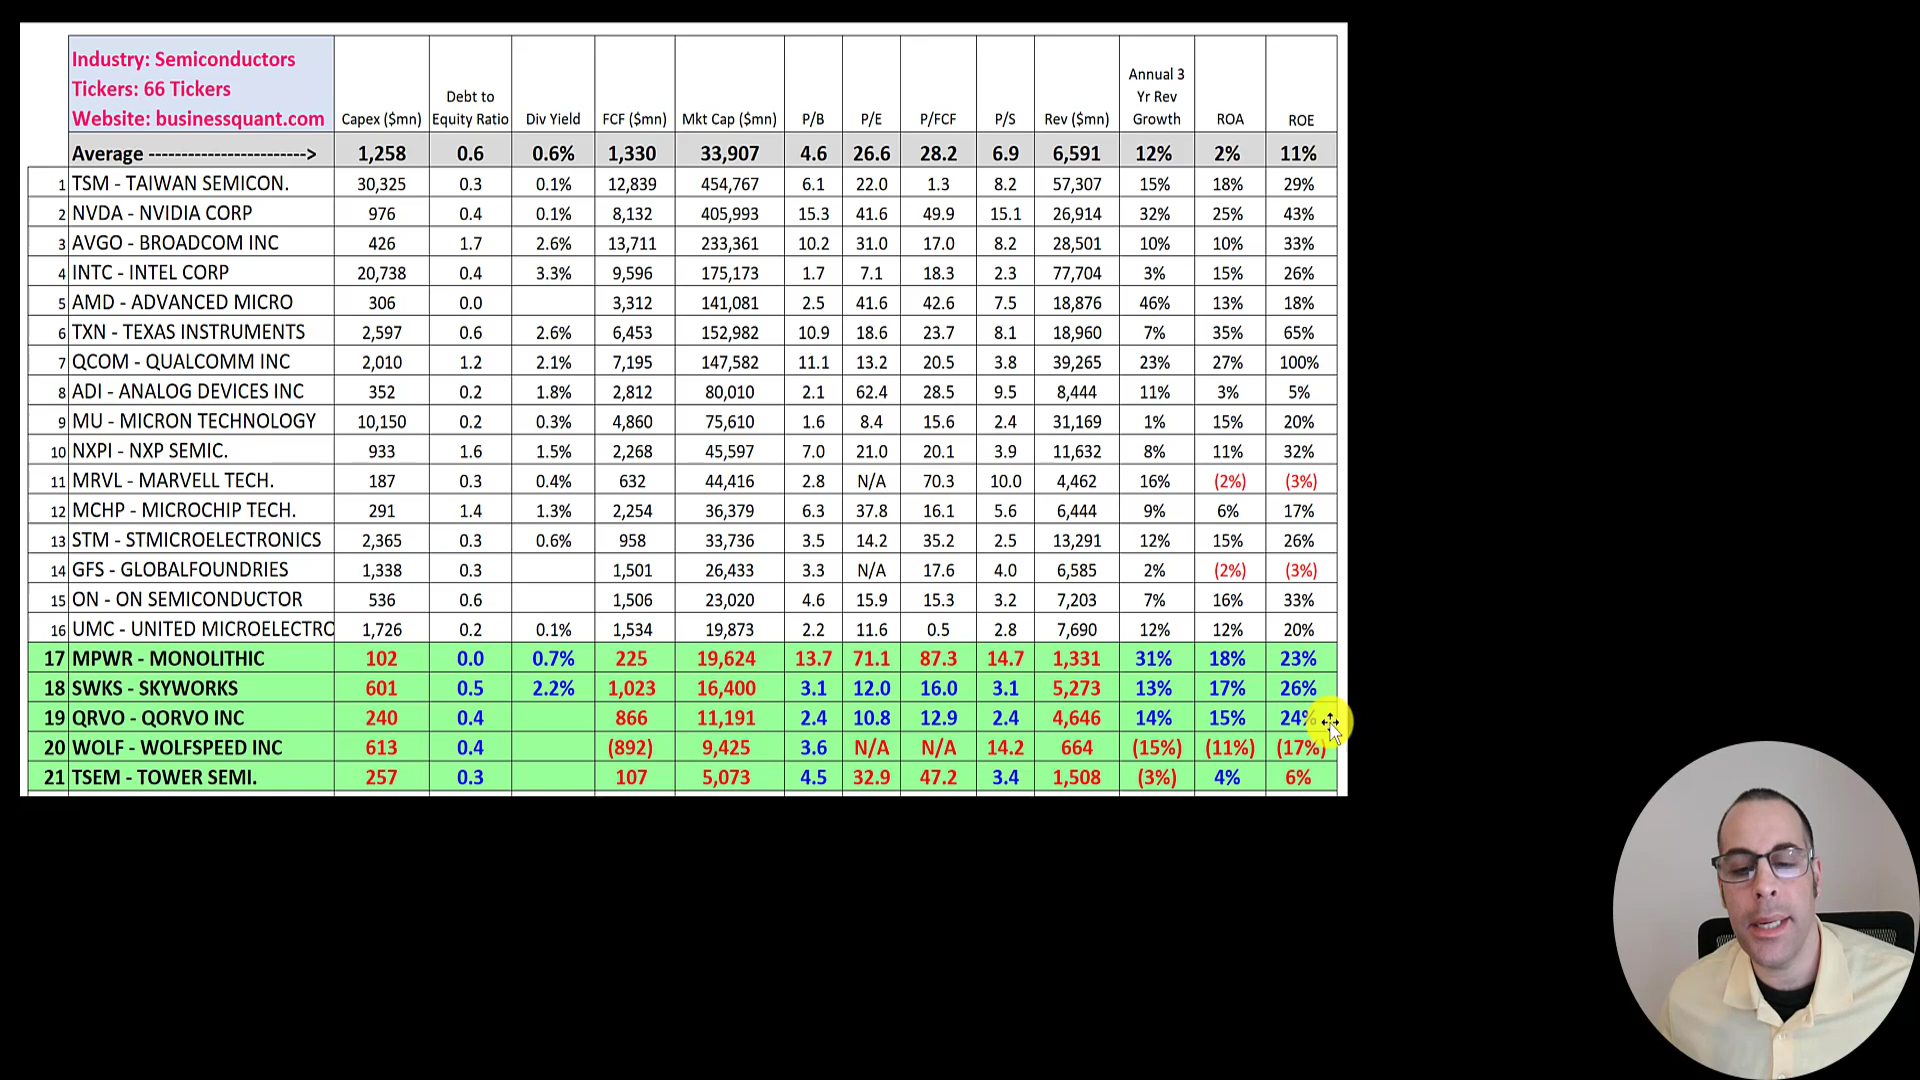 Industry: Semiconductors
Tickers: 66 Tickers
Website: businessquant.com
Capex ($mn) Debt to Equity Ratio Div Yield FCF ($mn) Mkt Cap ($mn) P/B P/E P/FCF P/S Rev ($mn) Annual 3 Yr Rev Growth ROA ROE
Average -----------------------> 1,258 0.6 0.6% 1,330 33,907 4.6 26.6 28.2 6.9 6,591 12% 2% 11%
1 TSM - TAIWAN SEMICON. 30,325 0.3 0.1% 12,839 454,767 6.1 22.0 1.3 8.2 57,307 15% 18% 29%
2 NVDA - NVIDIA CORP 976 0.4 0.1% 8,132 405,993 15.3 41.6 49.9 15.1 26,914 32% 25% 43%
3 AVGO - BROADCOM INC 426 1.7 2.6% 13,711 233,361 10.2 31.0 17.0 8.2 28,501 10% 10% 33%
4 INTC - INTEL CORP 20,738 0.4 3.3% 9,596 175,173 1.7 7.1 18.3 2.3 77,704 3% 15% 26%
5 AMD - ADVANCED MICRO 306 0.0 3,312 141,081 2.5 41.6 42.6 7.5 18,876 46% 13% 18%
6 TXN - TEXAS INSTRUMENTS 2,597 0.6 2.6% 6,453 152,982 10.9 18.6 23.7 8.1 18,960 7% 35% 65%
7 QCOM - QUALCOMM INC 2,010 1.2 2.1% 7,195 147,582 11.1 13.2 20.5 3.8 39,265 23% 27% 100%
8 ADI - ANALOG DEVICES INC 352 0.2 1.8% 2,812 80,010 2.1 62.4 28.5 9.5 8,444 11% 3% 5%
9 MU - MICRON TECHNOLOGY 10,150 0.2 0.3% 4,860 75,610 1.6 8.4 15.6 2.4 31,169 1% 15% 20%
10 NXPI - NXP SEMIC. 933 1.6 1.5% 2,268 45,597 7.0 21.0 20.1 3.9 11,632 8% 11% 32%
11 MRVL - MARVELL TECH. 187 0.3 0.4% 632 44,416 2.8 N/A 70.3 10.0 4,462 16% (2%) (3%)
12 MCHP - MICROCHIP TECH. 291 1.4 1.3% 2,254 36,379 6.3 37.8 16.1 5.6 6,444 9% 6% 17%
13 STM - STMICROELECTRONICS 2,365 0.3 0.6% 958 33,736 3.5 14.2 35.2 2.5 13,291 12% 15% 26%
14 GFS - GLOBALFOUNDRIES 1,338 0.3 1,501 26,433 3.3 N/A 17.6 4.0 6,585 2% (2%) (3%)
15 ON - ON SEMICONDUCTOR 536 0.6 1,506 23,020 4.6 15.9 15.3 3.2 7,203 7% 16% 33%
16 UMC - UNITED MICROELECTRO 1,726 0.2 0.1% 1,534 19,873 2.2 11.6 0.5 2.8 7,690 12% 12% 20%
17 MPWR - MONOLITHIC 102 0.0 0.7% 225 19,624 13.7 71.1 87.3 14.7 1,331 31% 18% 23%
18 SWKS - SKYWORKS 601 0.5 2.2% 1,023 16,400 3.1 12.0 16.0 3.1 5,273 13% 17% 26%
19 QRVO - QORVO INC 240 0.4 866 11,191 2.4 10.8 12.9 2.4 4,646 14% 15% 24%
20 WOLF - WOLFSPEED INC 613 0.4 (892) 9,425 3.6 N/A N/A 14.2 664 (15%) (11%) (17%)
21 TSEM - TOWER SEMI. 257 0.3 107 5,073 4.5 32.9 47.2 3.4 1,508 (3%) 4% 6%